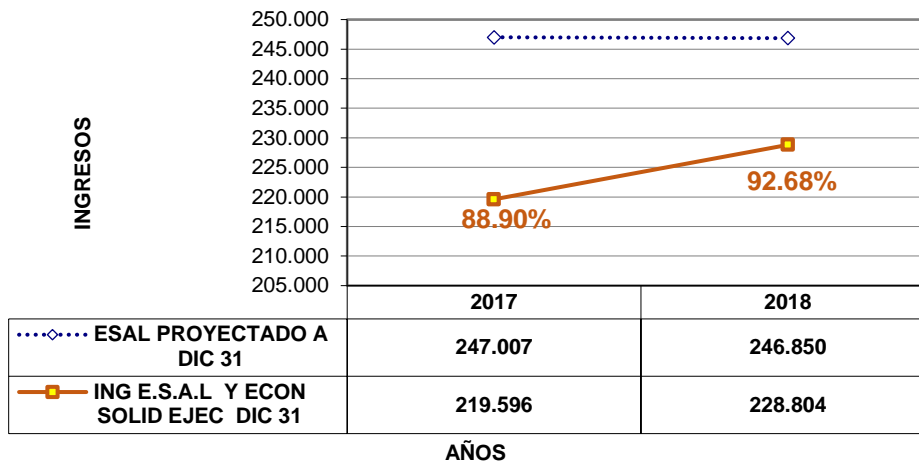 250.000
245.000
240.000
235.000
230.000
225.000
220.000
215.000
210.000
205.000
INGRESOS
88.90%
92.68%
2017 2018
ESAL PROYECTADO A
DIC 31
247.007 246.850
ING E.S.A.L Y ECON
SOLID EJEC DIC 31
219.596 228.804
AÑOS